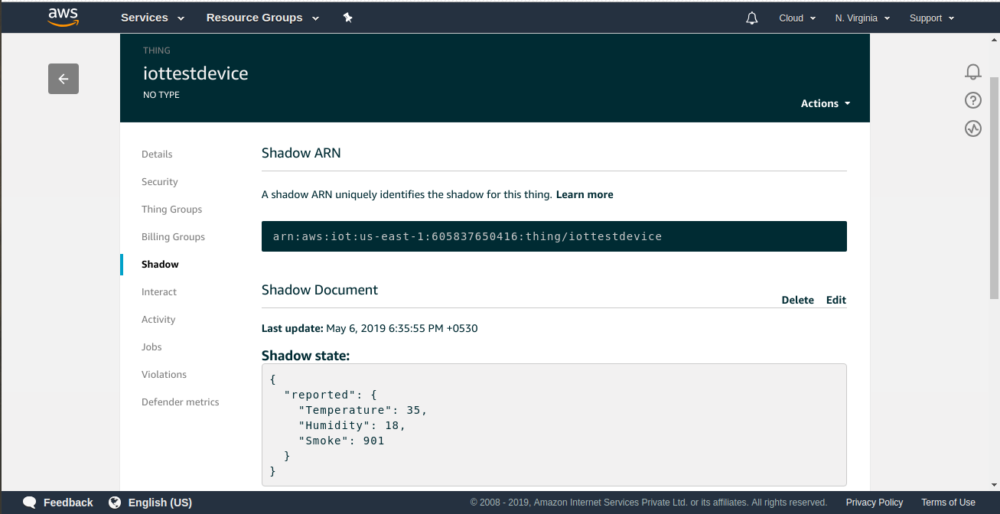 aws
Services
Resource Groups
Cloud
N. Virginia
Support
THING
iottestdevice
NO TYPE
Actions
Details
Security
Thing Groups
Billing Groups
Shadow
Interact
Activity
Jobs
Violations
Defender metrics
Shadow ARN
A shadow ARN uniquely identifies the shadow for this thing. Learn more
arn:aws:iot:us-east-1:605837650416:thing/iottestdevice
Shadow Document
Delete Edit
Last update: May 6, 2019 6:35:55 PM +0530
Shadow state:
{
  "reported": {
    "Temperature": 35,
    "Humidity": 18,
    "Smoke": 901
  }
}
Feedback
English (US)
© 2008 - 2019, Amazon Internet Services Private Ltd. or its affiliates. All rights reserved.
Privacy Policy
Terms of Use